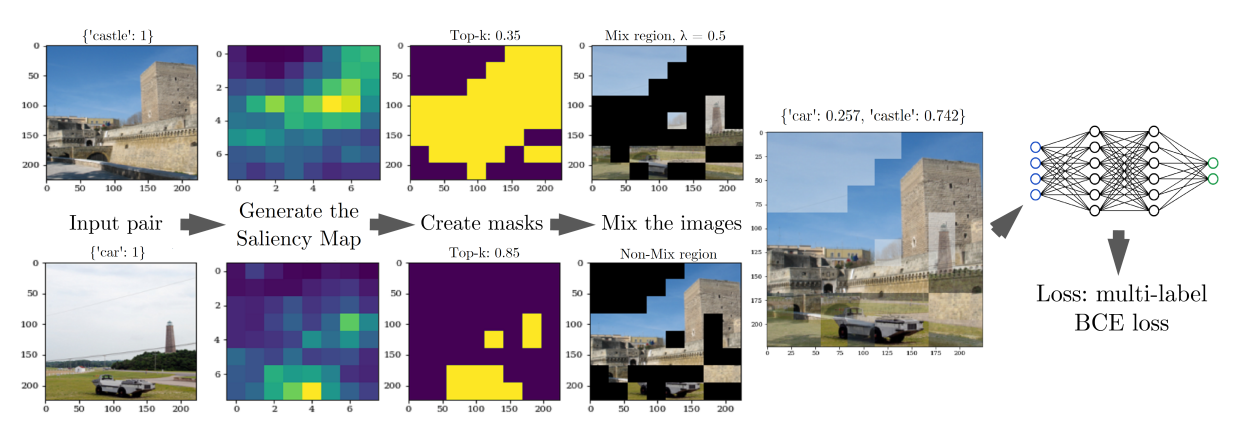 {'castle': 1}
Top-k: 0.35
Mix region, λ = 0.5
0
50
100
150
200
0 50 100 150 200
0
2
4
6
0
50
100
150
200
0 50 100 150 200
0
50
100
150
200
0 50 100 150 200
Input pair
Generate the
Saliency Map
Create masks
Mix the images
{'car': 1}
Top-k: 0.85
Non-Mix region
0
50
100
150
200
0 50 100 150 200
0
2
4
6
0 2 4 6
0
50
100
150
200
0 50 100 150 200
0
50
100
150
200
0 50 100 150 200
{'car': 0.257, 'castle': 0.742}
0
25
50
75
100
125
150
175
200
0 25 50 75 100 125 150 175 200
Loss: multi-label
BCE loss